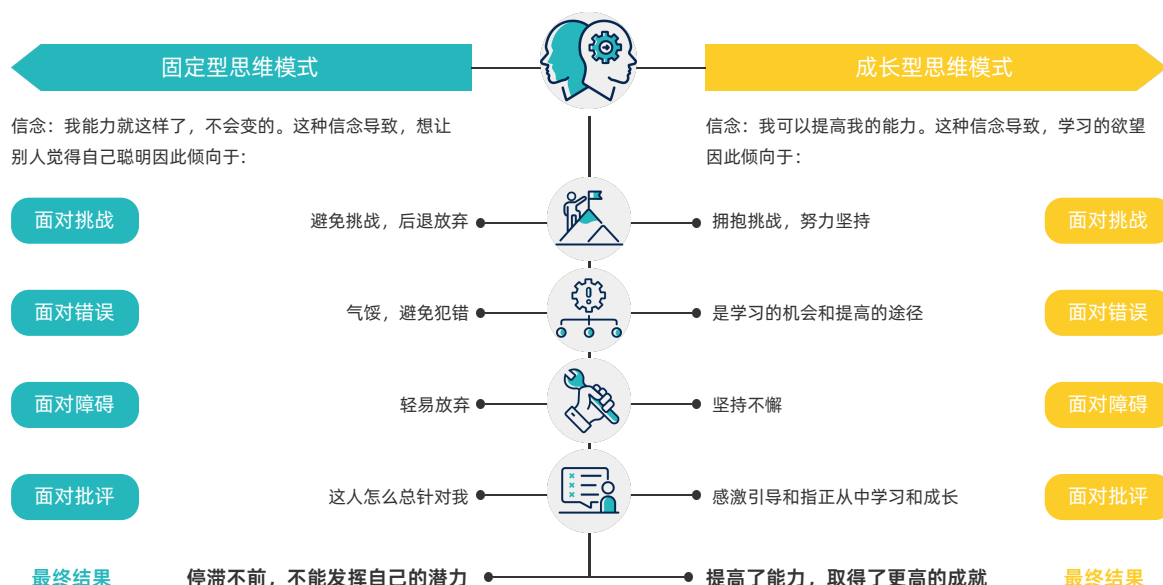 固定型思维模式
成长型思维模式
信念：我能力就这样了，不会变的。这种信念导致，想让
别人觉得自己聪明因此倾向于：
信念：我可以提高我的能力。这种信念导致，学习的欲望
因此倾向于：
面对挑战
避免挑战，后退放弃
拥抱挑战，努力坚持
面对挑战
面对错误
气馁，避免犯错
是学习的机会和提高的途径
面对错误
面对障碍
轻易放弃
坚持不懈
面对障碍
面对批评
这人怎么总针对我
感激引导和指正从中学习和成长
面对批评
最终结果
停滞不前，不能发挥自己的潜力
提高了能力，取得了更高的成就
最终结果